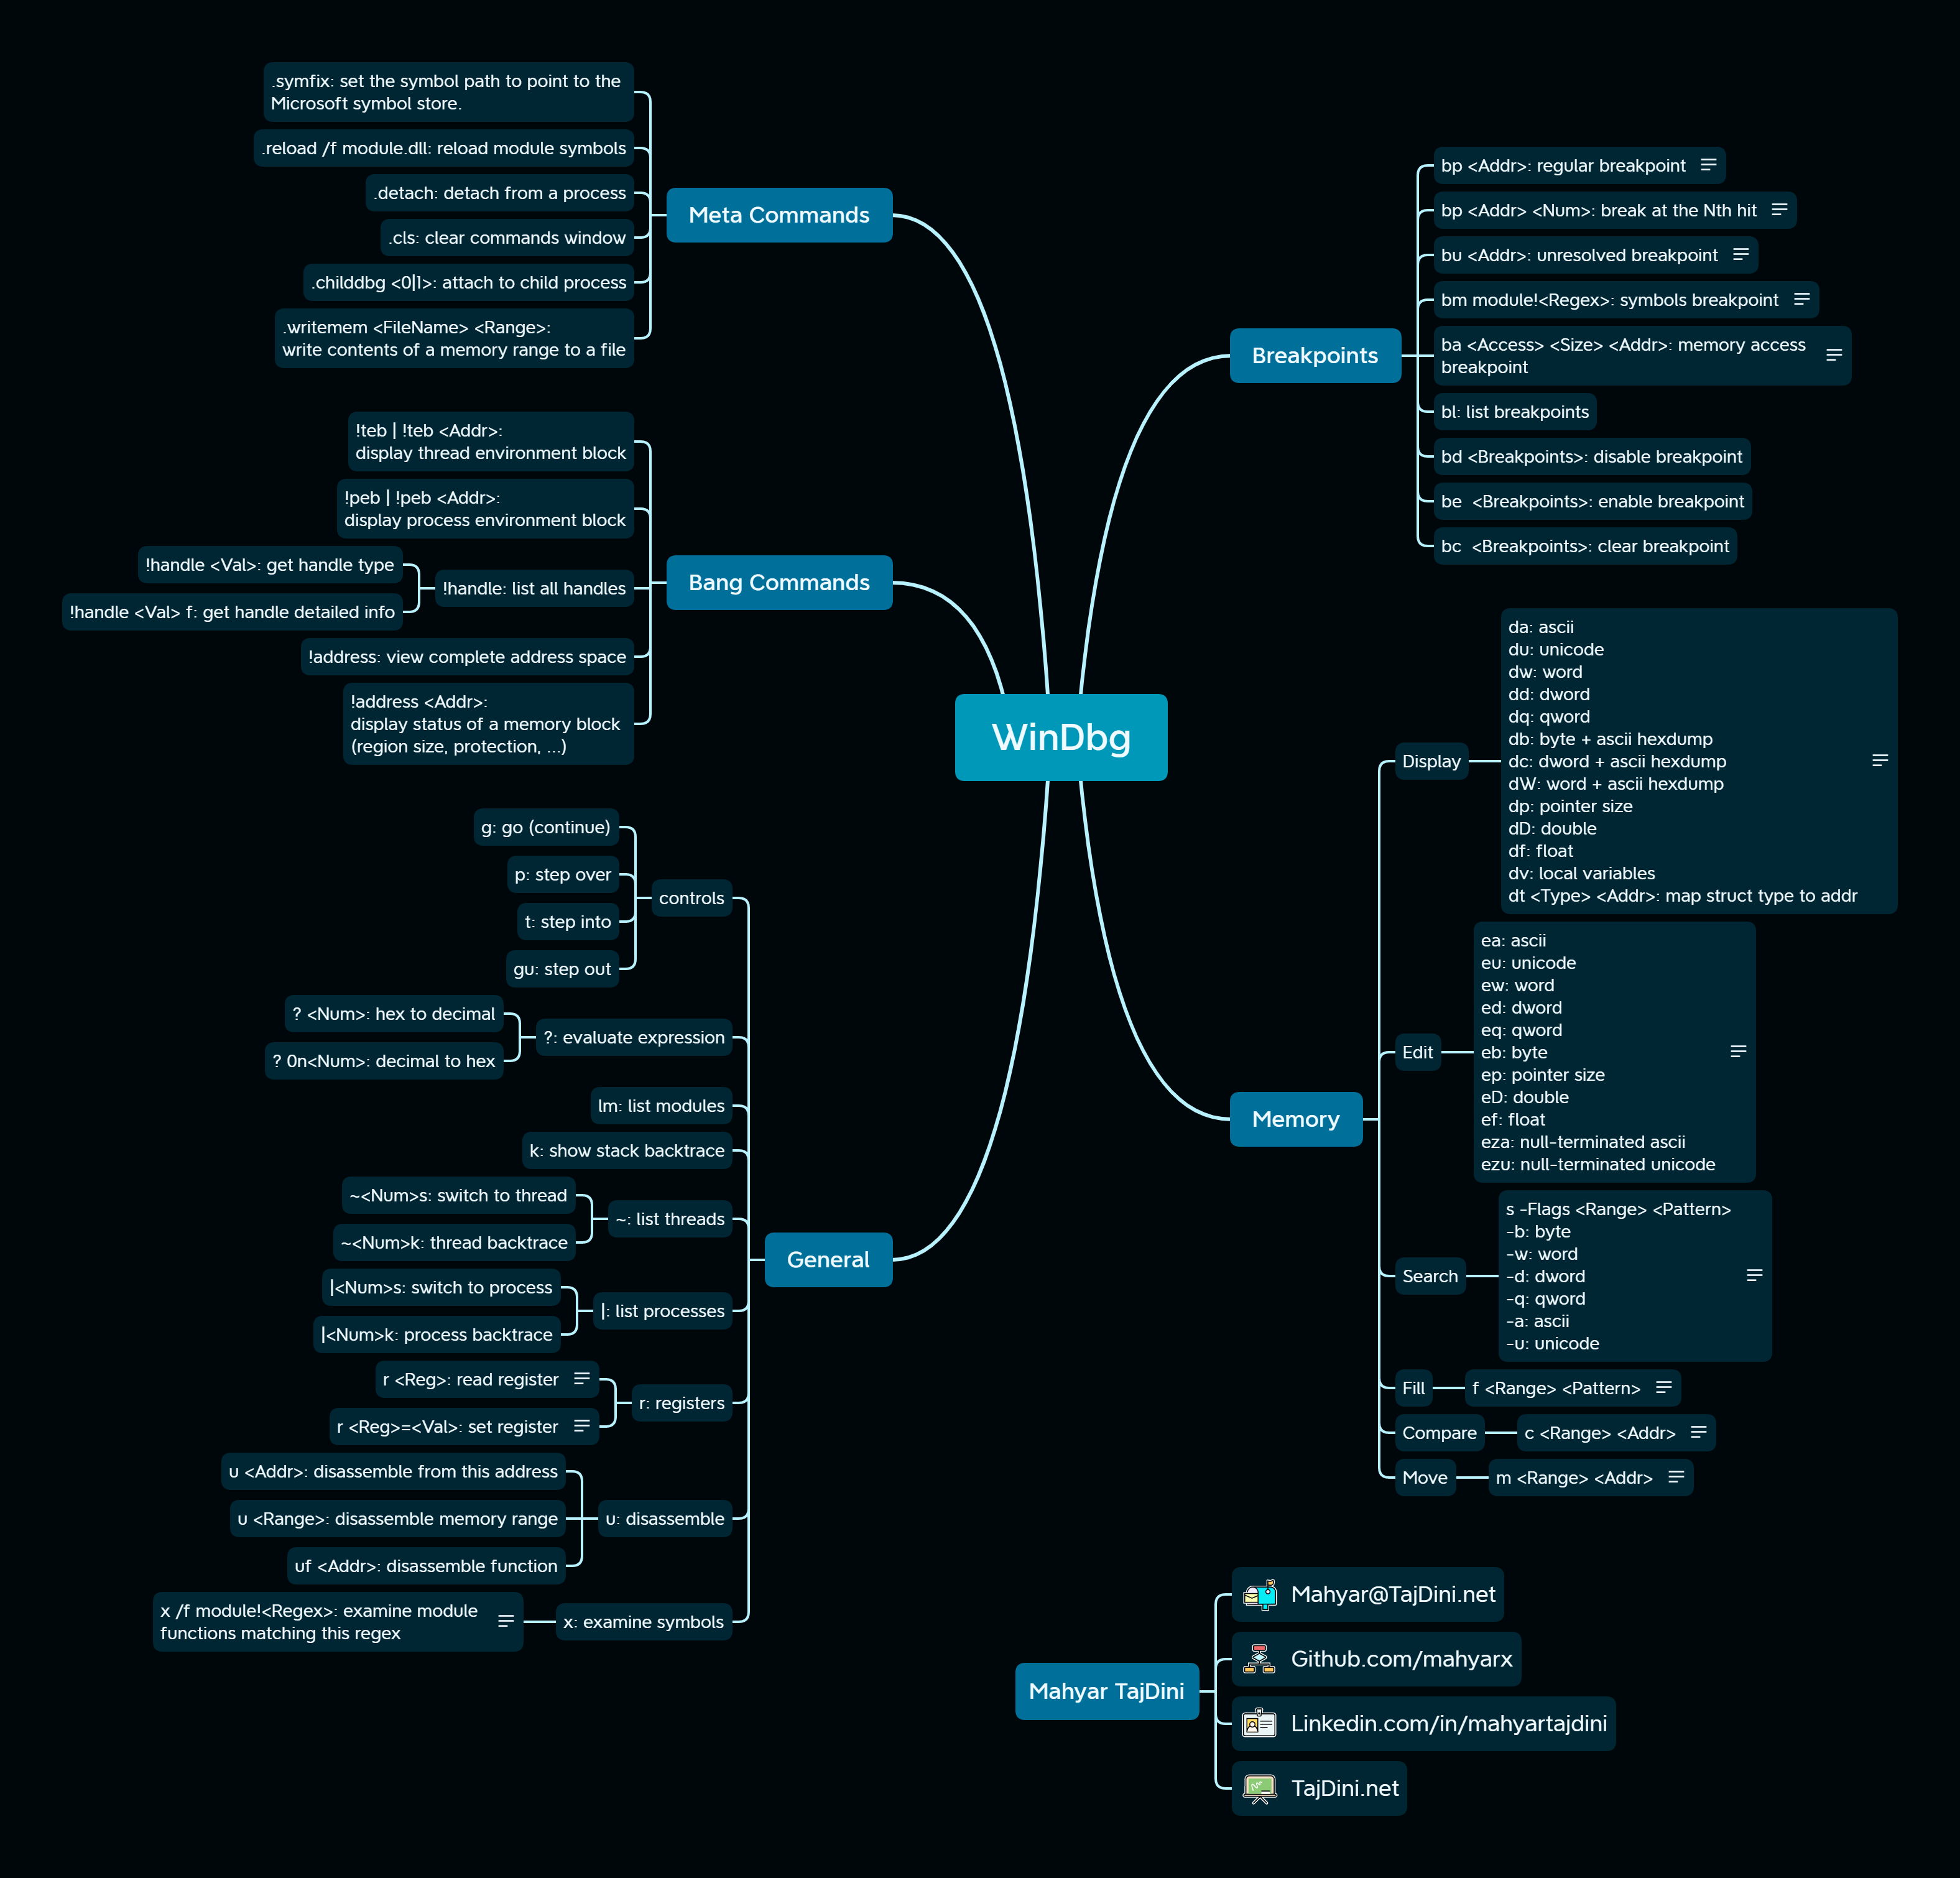 WinDbg
Meta Commands
.symfix: set the symbol path to point to the
Microsoft symbol store.
.reload /f module.dll: reload module symbols
.detach: detach from a process
.cls: clear commands window
.childdbg <0|1>: attach to child process
.writemem <FileName> <Range>:
write contents of a memory range to a file
Bang Commands
!teb | !teb <Addr>:
display thread environment block
!peb | !peb <Addr>:
display process environment block
!handle: list all handles
!handle <Val>: get handle type
!handle <Val> f: get handle detailed info
!address: view complete address space
!address <Addr>:
display status of a memory block
(region size, protection, ...)
General
controls
g: go (continue)
p: step over
t: step into
gu: step out
?: evaluate expression
? <Num>: hex to decimal
? 0n<Num>: decimal to hex
lm: list modules
k: show stack backtrace
~: list threads
~<Num>s: switch to thread
~<Num>k: thread backtrace
|: list processes
|<Num>s: switch to process
|<Num>k: process backtrace
r: registers
r <Reg>: read register
r <Reg>=<Val>: set register
u: disassemble
u <Addr>: disassemble from this address
u <Range>: disassemble memory range
uf <Addr>: disassemble function
x: examine symbols
x /f module!<Regex>: examine module
functions matching this regex
Breakpoints
bp <Addr>: regular breakpoint
bp <Addr> <Num>: break at the Nth hit
bu <Addr>: unresolved breakpoint
bm module!<Regex>: symbols breakpoint
ba <Access> <Size> <Addr>: memory access
breakpoint
bl: list breakpoints
bd <Breakpoints>: disable breakpoint
be  <Breakpoints>: enable breakpoint
bc  <Breakpoints>: clear breakpoint
Memory
Display
da: ascii
du: unicode
dw: word
dd: dword
dq: qword
db: byte + ascii hexdump
dc: dword + ascii hexdump
dW: word + ascii hexdump
dp: pointer size
dD: double
df: float
dv: local variables
dt <Type> <Addr>: map struct type to addr
Edit
ea: ascii
eu: unicode
ew: word
ed: dword
eq: qword
eb: byte
ep: pointer size
eD: double
ef: float
eza: null-terminated ascii
ezu: null-terminated unicode
Search
s -Flags <Range> <Pattern>
-b: byte
-w: word
-d: dword
-q: qword
-a: ascii
-u: unicode
Fill
f <Range> <Pattern>
Compare
c <Range> <Addr>
Move
m <Range> <Addr>
Mahyar TajDini
Mahyar@TajDini.net
Github.com/mahyarx
Linkedin.com/in/mahyartajdini
TajDini.net